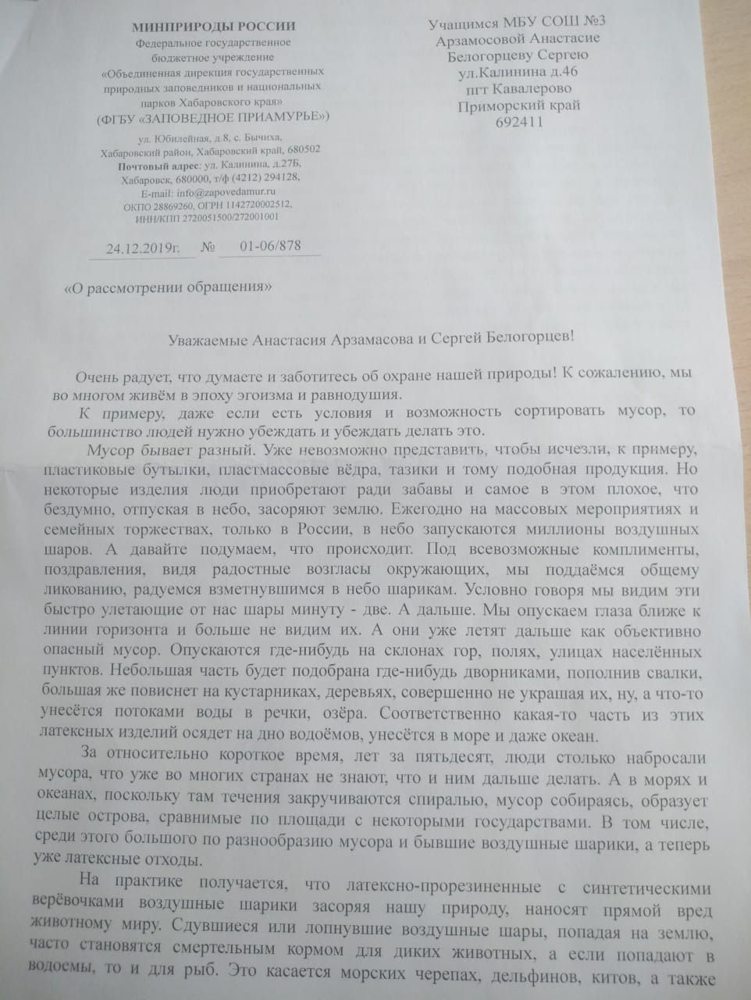 МИНПРИРОДЫ РОССИИ
Федеральное государственное
бюджетное учреждение
«Объединенная дирекция государственных
природных заповедников и национальных
парков Хабаровского края»
(ФГБУ «ЗАПОВЕДНОЕ ПРИАМУРЬЕ»)
ул. Юбилейная, д.8, с. Бычиха,
Хабаровский район, Хабаровский край, 680502
Почтовый адрес: ул. Калинина, д.27Б,
Хабаровск, 680000, т/ф (4212) 294128,
E-mail: info@zapovedamur.ru
ОКПО 28869260, ОГРН 1142720002512,
ИНН/КПП 2720051500/272001001
24.12.2019г. № 01-06/878
Учащимся МБУ СОШ №3
Арзамосовой Анастасие
Белогорцеву Сергею
ул.Калинина д.46
пгт Кавалерово
Приморский край
692411
«О рассмотрении обращения»
Уважаемые Анастасия Арзамасова и Сергей Белогорцев!
Очень радует, что думаете и заботитесь об охране нашей природы! К сожалению, мы
во многом живём в эпоху эгоизма и равнодушия.
К примеру, даже если есть условия и возможность сортировать мусор, то
большинство людей нужно убеждать и убеждать делать это.
Мусор бывает разный. Уже невозможно представить, чтобы исчезли, к примеру,
пластиковые бутылки, пластмассовые вёдра, тазики и тому подобная продукция. Но
некоторые изделия люди приобретают ради забавы и самое в этом плохое, что
бездумно, отпуская в небо, засоряют землю. Ежегодно на массовых мероприятиях и
семейных торжествах, только в России, в небо запускаются миллионы воздушных
шаров. А давайте подумаем, что происходит. Под всевозможные комплименты,
поздравления, видя радостные возгласы окружающих, мы поддаёмся общему
ликованию, радуемся взметнувшимся в небо шарикам. Условно говоря мы видим эти
быстро улетающие от нас шары минуту - две. А дальше. Мы опускаем глаза ближе к
линии горизонта и больше не видим их. А они уже летят дальше как объективно
опасный мусор. Опускаются где-нибудь на склонах гор, полях, улицах населённых
пунктов. Небольшая часть будет подобрана где-нибудь дворниками, пополнив свалки,
большая же повиснет на кустарниках, деревьях, совершенно не украшая их, ну, а что-то
унесётся потоками воды в речки, озёра. Соответственно какая-то часть из этих
латексных изделий осядет на дно водоёмов, унесётся в море и даже океан.
За относительно короткое время, лет за пятьдесят, люди столько набросали
мусора, что уже во многих странах не знают, что и ним дальше делать. А в морях и
океанах, поскольку там течения закручиваются спиралью, мусор собираясь, образует
целые острова, сравнимые по площади с некоторыми государствами. В том числе,
среди этого большого по разнообразию мусора и бывшие воздушные шарики, а теперь
уже латексные отходы.
На практике получается, что латексно-прорезиненные с синтетическими
верёвочками воздушные шарики засоряя нашу природу, наносят прямой вред
животному миру. Сдувшиеся или лопнувшие воздушные шары, попадая на землю,
часто становятся смертельным кормом для диких животных, а если попадают в
водоемы, то и для рыб. Это касается морских черепах, дельфинов, китов, а также